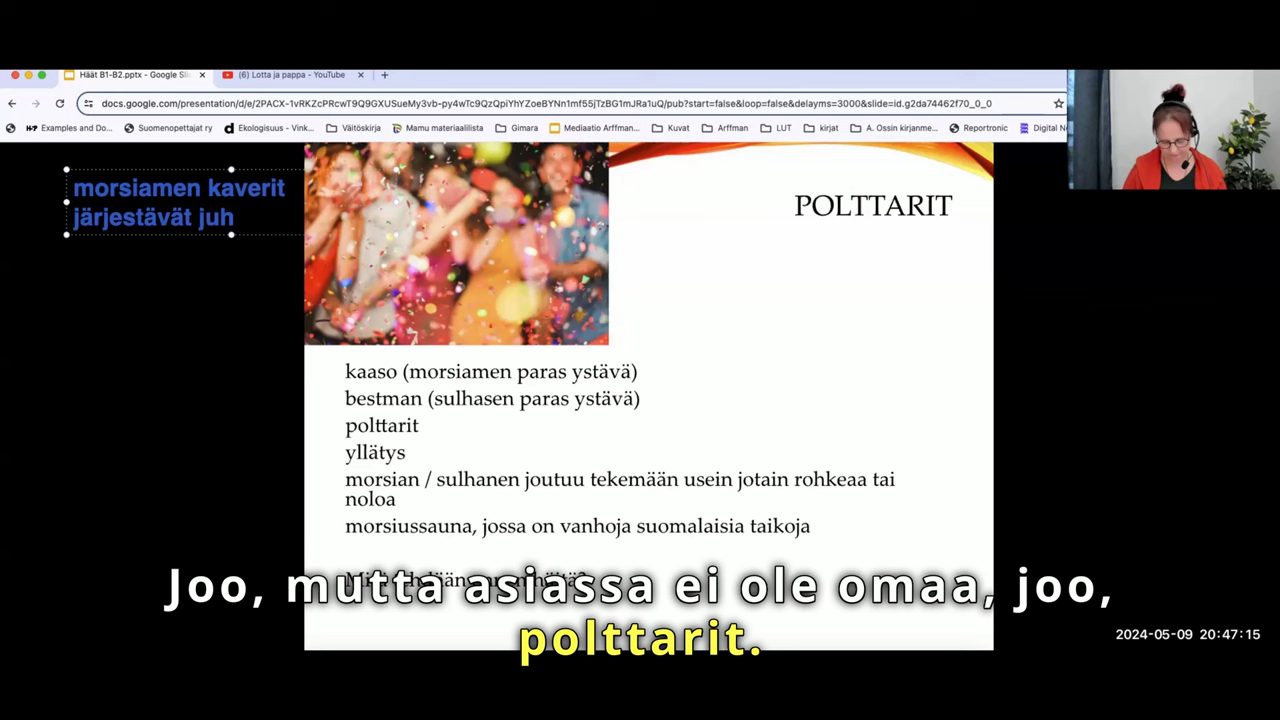 Häät B1-B2.pptx - Google Sli
(6) Lotta ja pappa - YouTube
docs.google.com/presentation/d/e/2PACX-1vRKZcPRcwT9Q9GXUSueMy3vb-py4wTc9QzQpiYhYZoeBYNn1mf55jTzBG1mJRa1uQ/pub?start=false&loop=false&delayms=3000&slide=id.g2da74462f70_0_0
Examples and Do... Suomenopettajat ry Ekologisuus - Vink... Väitöskirja Mamu materiaalilista Gimara Mediaatio Arffman... Kuvat Arffman LUT kirjat A. Ossin kirjanme... Reportronic Digital N
morsiamen kaverit
järjestävät juh
POLTTARIT
kaaso (morsiamen paras ystävä)
bestman (sulhasen paras ystävä)
polttarit
yllätys
morsian / sulhanen joutuu tekemään usein jotain rohkeaa tai
noloa
morsiussauna, jossa on vanhoja suomalaisia taikoja
Joo, mutta asiassa ei ole omaa, joo,
polttarit.
2024-05-09 20:47:15